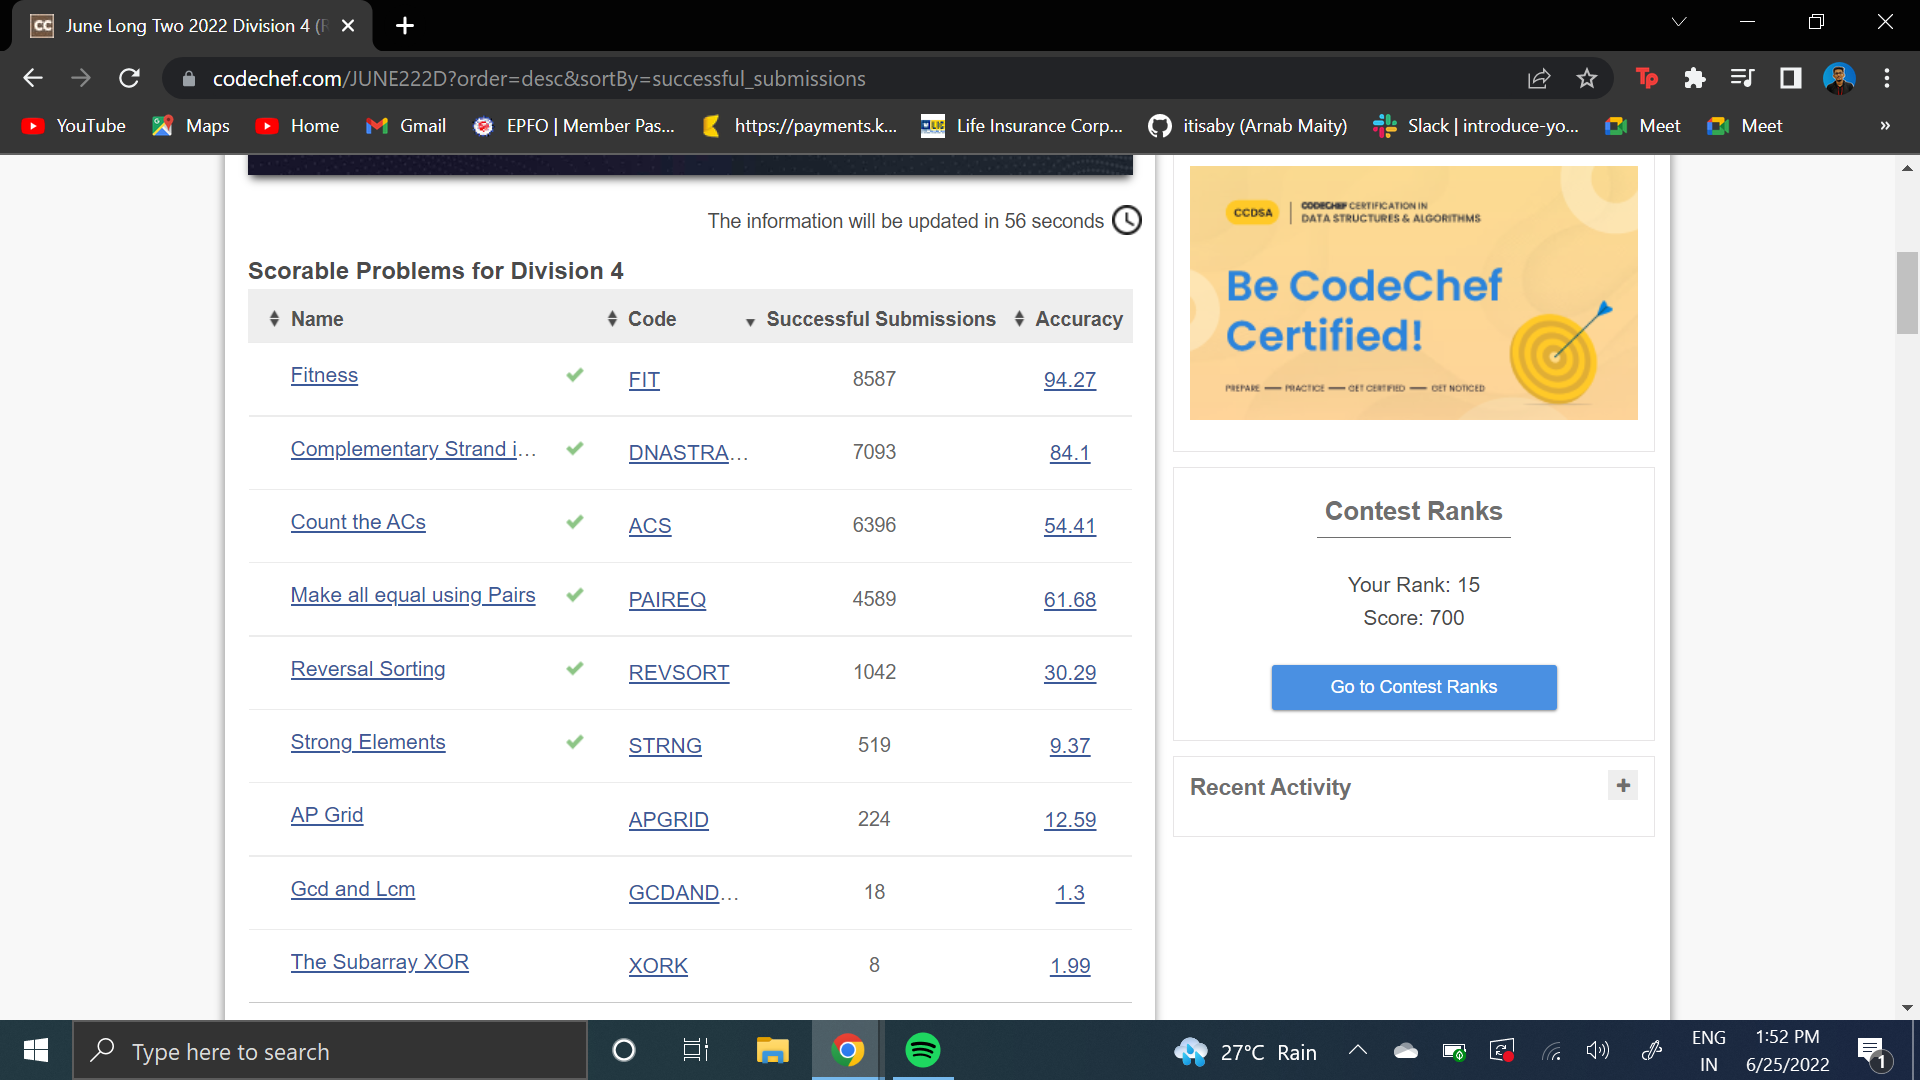 CC June Long Two 2022 Division 4 (R
codechef.com/JUNE222D?order=desc&sortBy=successful_submissions
Tp
YouTube Maps Home Gmail EPFO | Member Pas... https://payments.k... Life Insurance Corp... itisaby (Arnab Maity) Slack | introduce-yo... Meet Meet »
The information will be updated in 56 seconds
Scorable Problems for Division 4
Name Code Successful Submissions Accuracy
Fitness FIT 8587 94.27
Complementary Strand i... DNASTRA... 7093 84.1
Count the ACs ACS 6396 54.41
Make all equal using Pairs PAIREQ 4589 61.68
Reversal Sorting REVSORT 1042 30.29
Strong Elements STRNG 519 9.37
AP Grid APGRID 224 12.59
Gcd and Lcm GCDAND... 18 1.3
The Subarray XOR XORK 8 1.99
CCDSA
CODECHEF CERTIFICATION IN
DATA STRUCTURES & ALGORITHMS
Be CodeChef
Certified!
PREPARE — PRACTICE — GET CERTIFIED — GET NOTICED
Contest Ranks
Your Rank: 15
Score: 700
Go to Contest Ranks
Recent Activity +
Type here to search
27°C Rain
ENG
IN
1:52 PM
6/25/2022
1